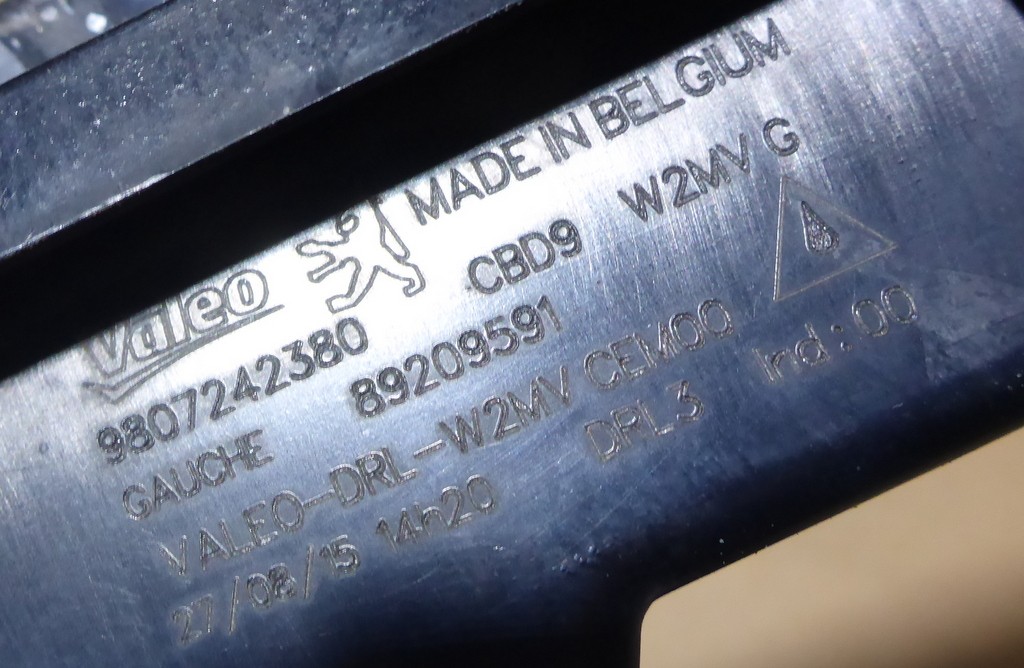 Valeo MADE IN BELGIUM
9807242380 CBD9 W2MV G
GAUCHE 89209591
VALEO-DRL-W2MV CEM00 Ind : 00
27/08/15 14h20 DRL3